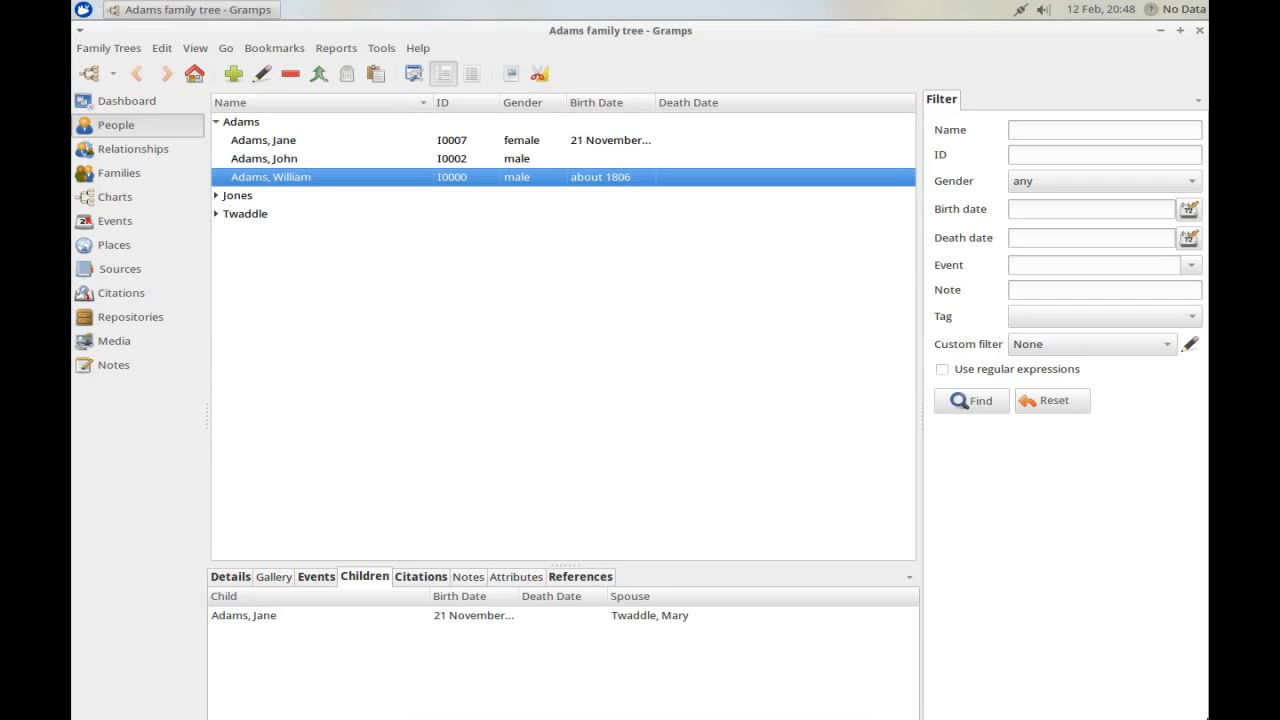 Adams family tree - Gramps
12 Feb, 20:48 No Data
Adams family tree - Gramps
Family Trees Edit View Go Bookmarks Reports Tools Help
Dashboard
People
Relationships
Families
Charts
Events
Places
Sources
Citations
Repositories
Media
Notes
Name ID Gender Birth Date Death Date
Adams
Adams, Jane I0007 female 21 November...
Adams, John I0002 male
Adams, William I0000 male about 1806
Jones
Twaddle
Details Gallery Events Children Citations Notes Attributes References
Child Birth Date Death Date Spouse
Adams, Jane 21 November... Twaddle, Mary
Filter
Name
ID
Gender any
Birth date
Death date
Event
Note
Tag
Custom filter None
Use regular expressions
Find Reset